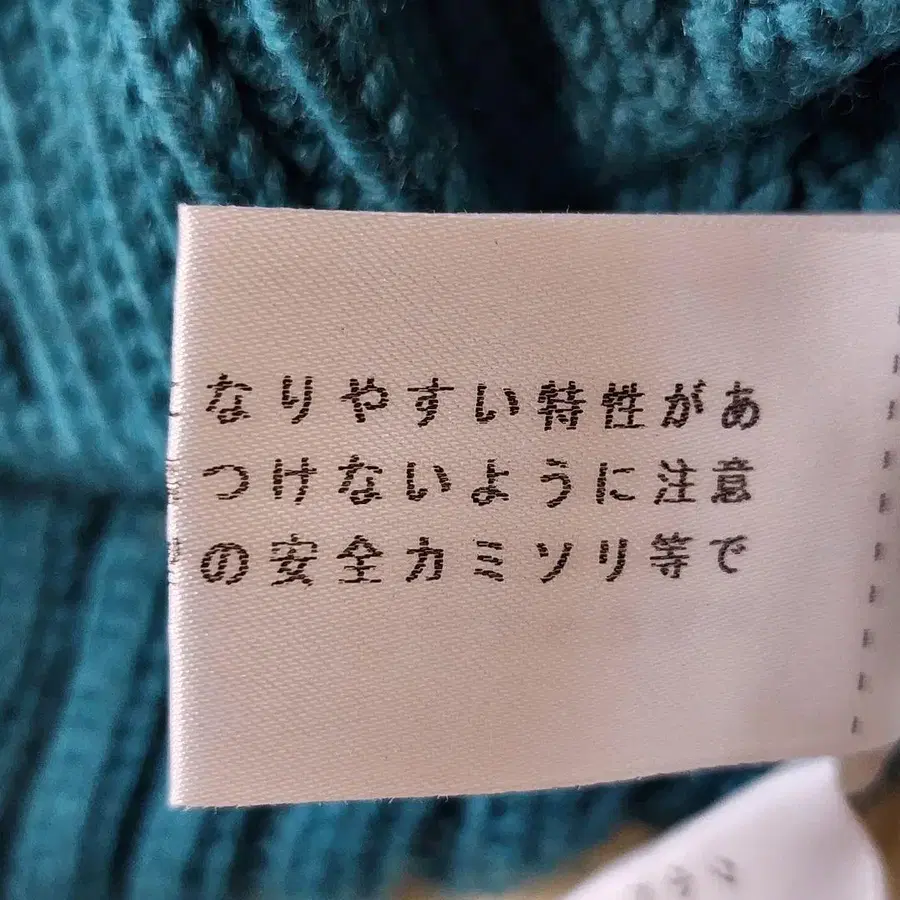 なりやすい特性があ
つけないように注意
の安全カミソリ等で